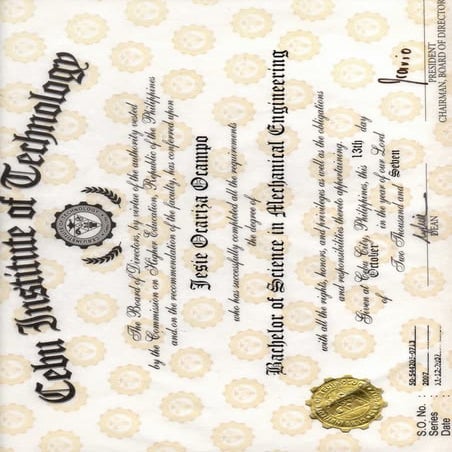 Cebu Institute of Technology
The Board of Directors, by virtue of the authority vested
by the Commission on Higher Education, Republic of the Philippines
and on the recommendation of the faculty, has conferred upon
Jesie Ocariza Ocampo
who has successfully completed all the requirements
the degree of
Bachelor of Science in Mechanical Engineering
with all the rights, honors, and privileges as well as the obligations
and responsibilities thereto appertaining.
Given at Cebu City, Philippines, this 13th day
of October in the year of our Lord
Two Thousand and Seven
PRESIDENT
CHAIRMAN, BOARD OF DIRECTORS
DEAN
S.O. No. :
Series : 2007
Date :